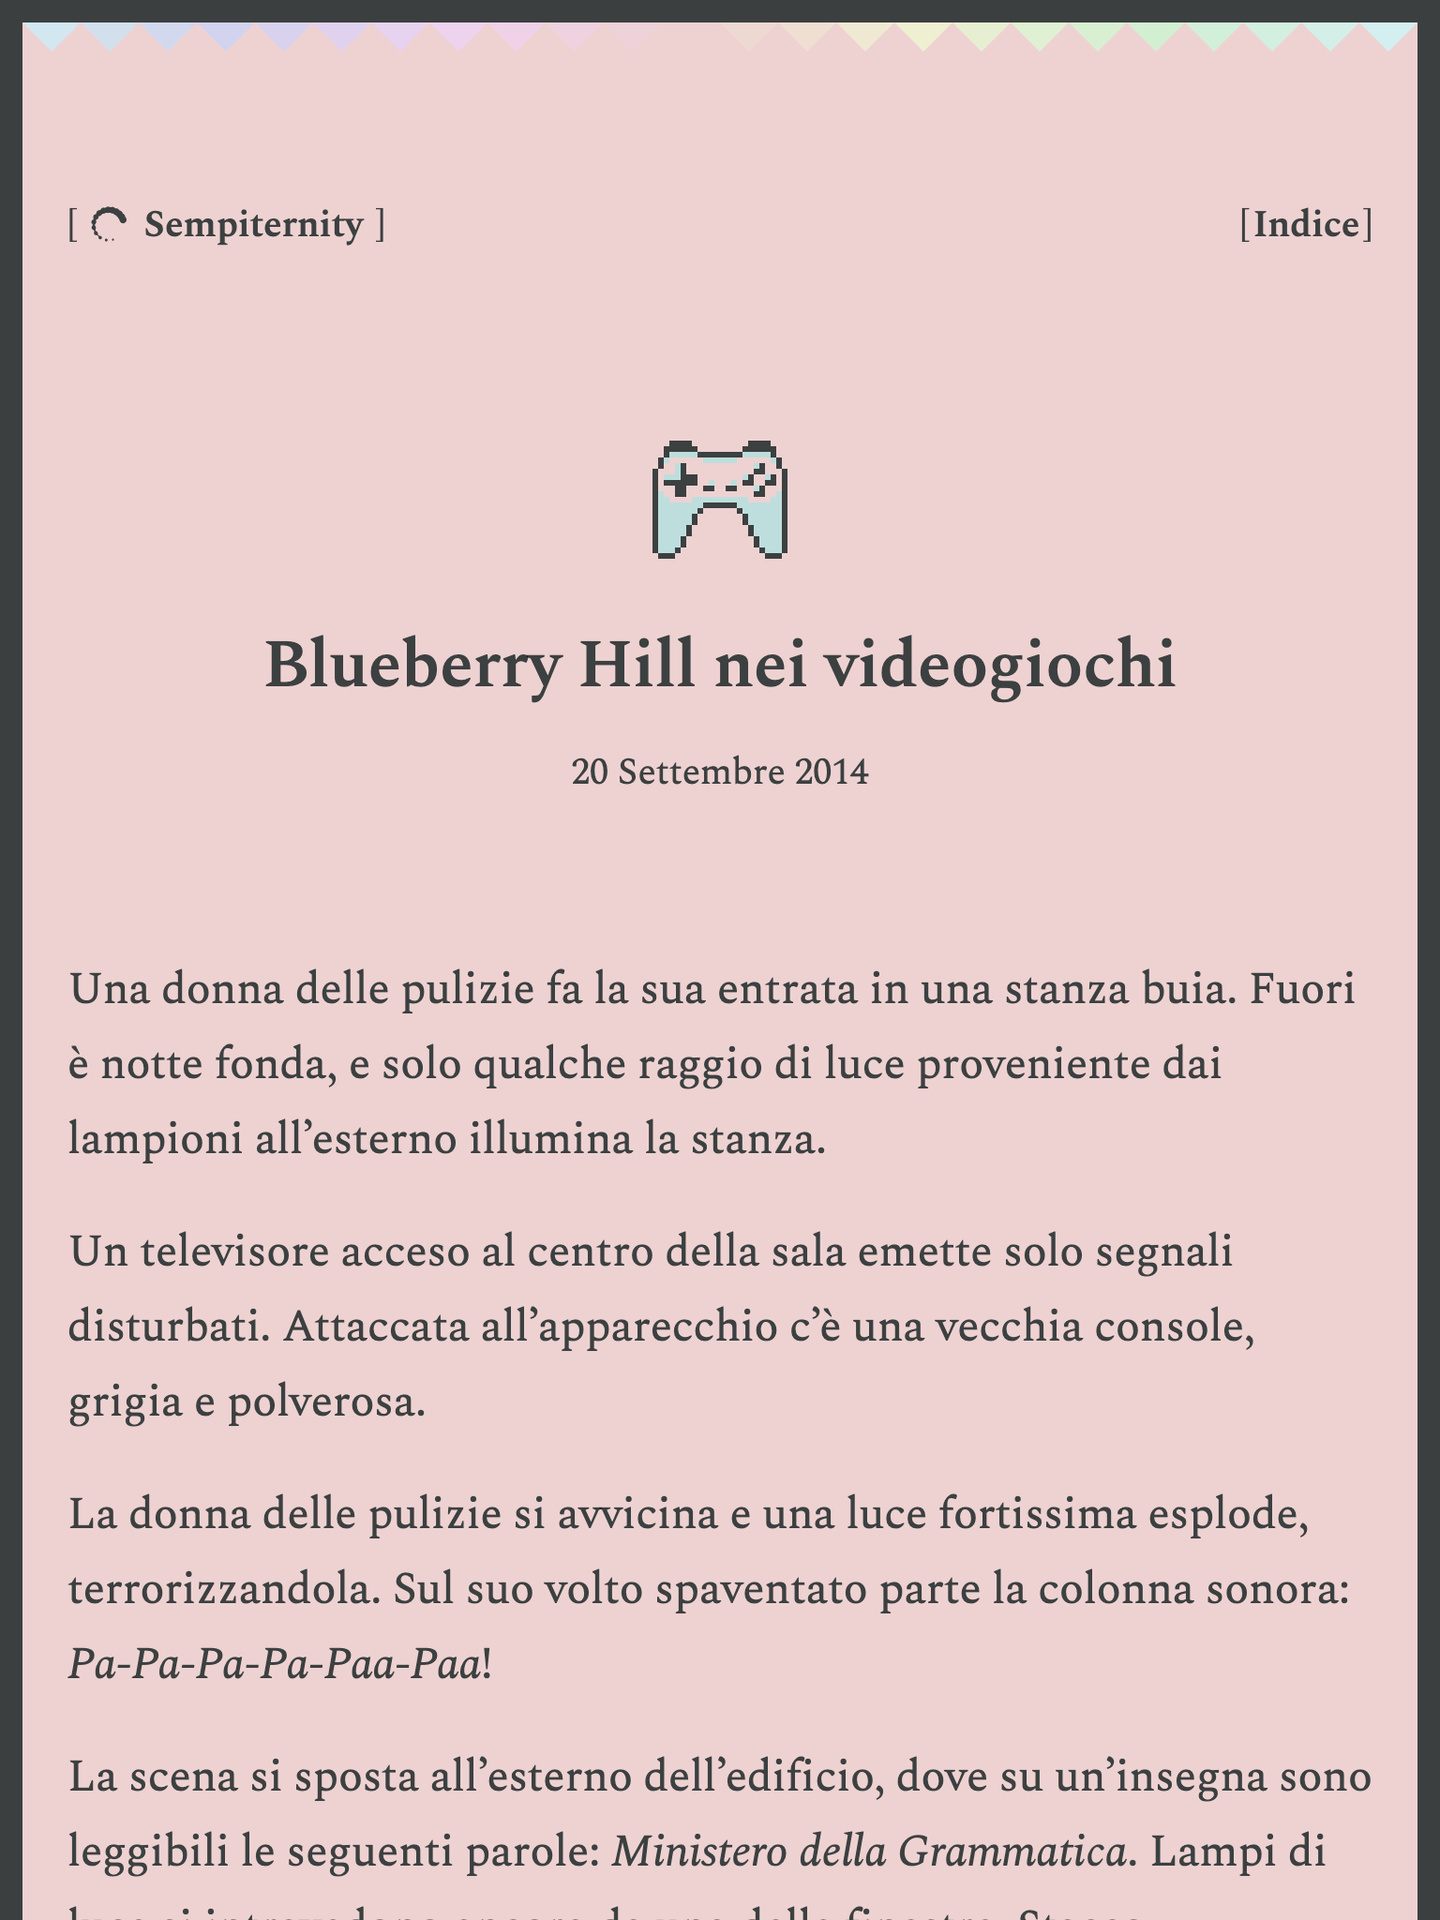 [ Sempiternity ]
[Indice]
Blueberry Hill nei videogiochi
20 Settembre 2014
Una donna delle pulizie fa la sua entrata in una stanza buia. Fuori
è notte fonda, e solo qualche raggio di luce proveniente dai
lampioni all’esterno illumina la stanza.
Un televisore acceso al centro della sala emette solo segnali
disturbati. Attaccata all’apparecchio c’è una vecchia console,
grigia e polverosa.
La donna delle pulizie si avvicina e una luce fortissima esplode,
terrorizzandola. Sul suo volto spaventato parte la colonna sonora:
Pa-Pa-Pa-Pa-Paa-Paa!
La scena si sposta all’esterno dell’edificio, dove su un’insegna sono
leggibili le seguenti parole: Ministero della Grammatica. Lampi di